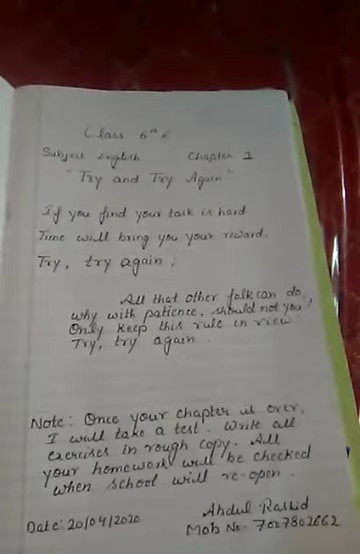 Class 6th E
Subject English Chapter 1
"Try and Try Again"
If you find your task is hard
Time will bring you your reward.
Try, try again ;
All that other folk can do,
why with patience, should not you !
Only keep this rule in view
Try, try again .
Note: Once your chapter is over,
I will take a test. Write all
exercises in rough copy. All
your homework will be checked
when school will re-open .
Abdul Rashid
Date: 20/04/2020
Mob No- 7007802662